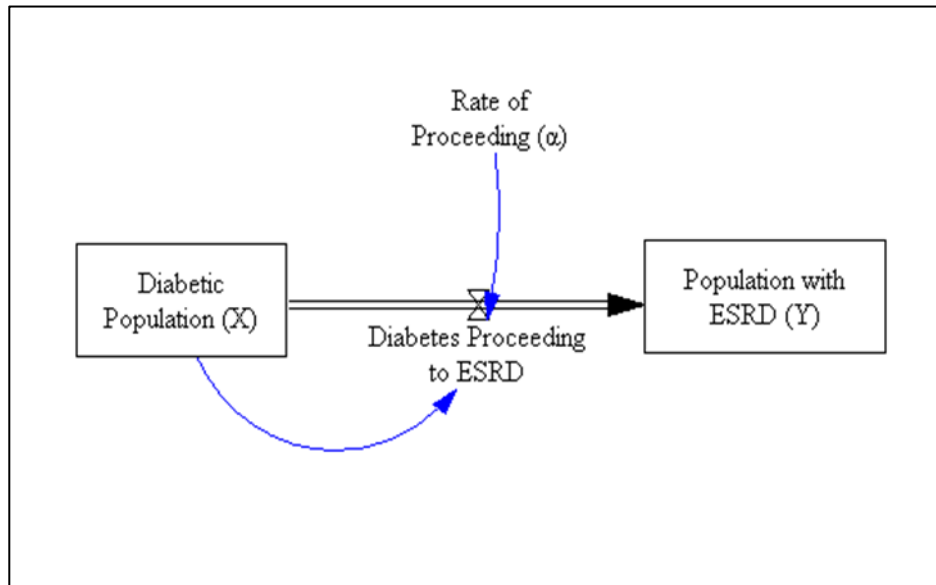 Rate of
Proceeding (α)
Diabetic
Population (X)
Population with
ESRD (Y)
Diabetes Proceeding
to ESRD